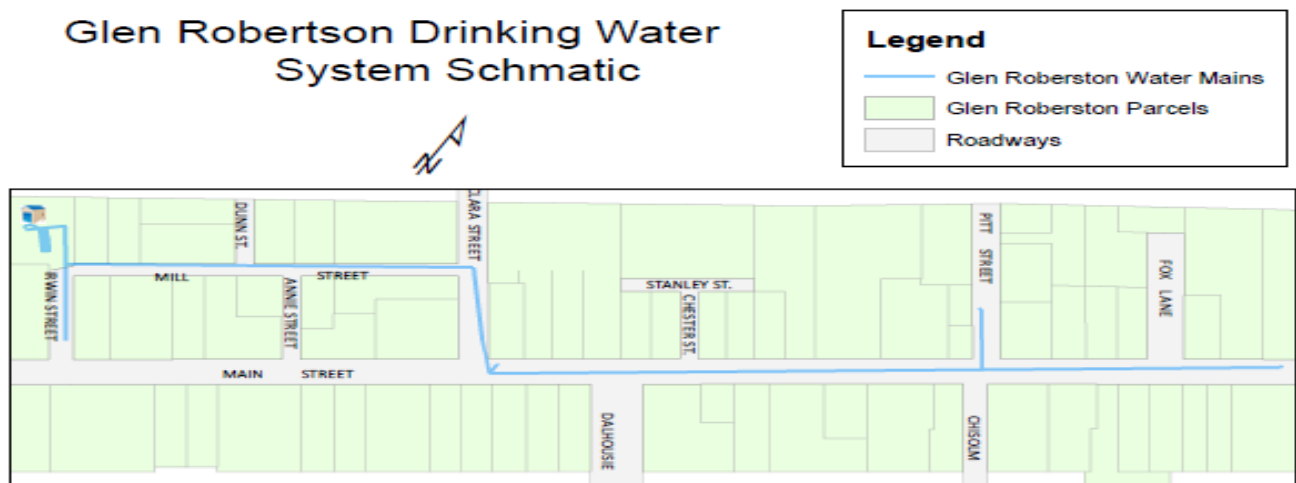 Glen Robertson Drinking Water
System Schmatic
Legend
Glen Roberston Water Mains
Glen Roberston Parcels
Roadways
N
DUNN ST.
CLARA STREET
PITT STREET
IRWIN STREET
MILL STREET
ANNIE STREET
STANLEY ST.
CHESTER ST.
FOX LANE
MAIN STREET
DALHOUSIE
CHISOLM